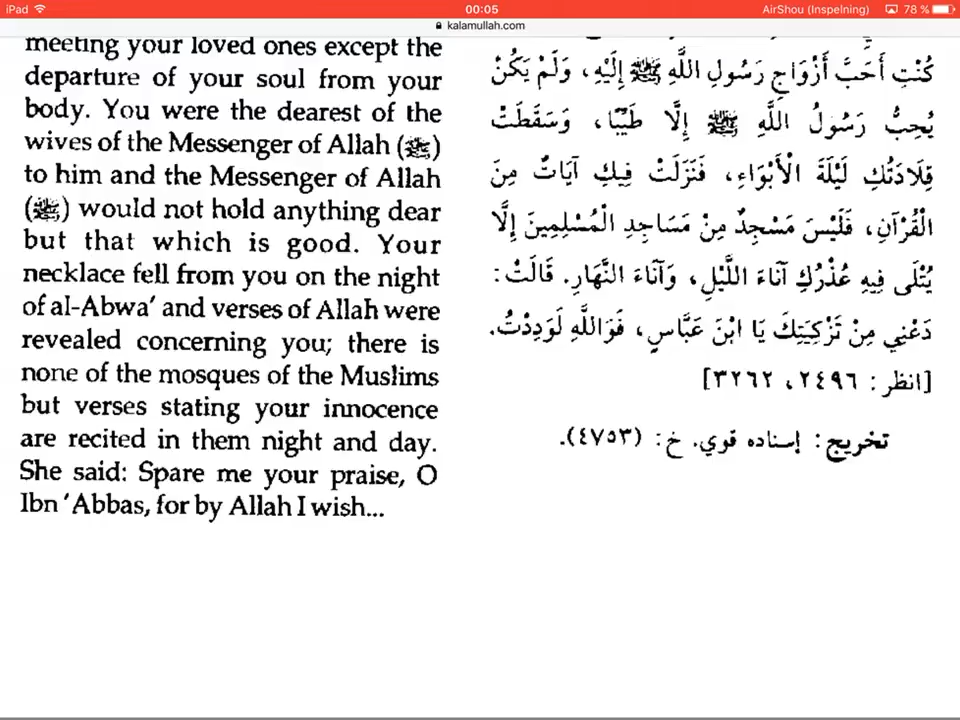 iPad
00:05
AirShou (Inspelning)
78 %
kalamullah.com
meeting your loved ones except the
departure of your soul from your
body. You were the dearest of the
wives of the Messenger of Allah (ﷺ)
to him and the Messenger of Allah
(ﷺ) would not hold anything dear
but that which is good. Your
necklace fell from you on the night
of al-Abwa' and verses of Allah were
revealed concerning you; there is
none of the mosques of the Muslims
but verses stating your innocence
are recited in them night and day.
She said: Spare me your praise, O
Ibn 'Abbas, for by Allah I wish...
كُنْتِ أَحَبَّ أَزْوَاجِ رَسُولِ اللَّهِ ﷺ إِلَيْهِ، وَلَمْ يَكُنْ
يُحِبُّ رَسُولُ اللَّهِ ﷺ إِلَّا طَيِّبًا، وَسَقَطَتْ
قِلَادَتُكِ لَيْلَةَ الْأَبْوَاءِ، فَنَزَلَتْ فِيكِ آيَاتٌ مِنَ
الْقُرْآنِ، فَلَيْسَ مَسْجِدٌ مِنْ مَسَاجِدِ الْمُسْلِمِينَ إِلَّا
يُتْلَى فِيهِ عُذْرُكِ آنَاءَ اللَّيْلِ، وَآنَاءَ النَّهَارِ. قَالَتْ:
دَعْنِي مِنْ تَزْكِيَتِكَ يَا ابْنَ عَبَّاسٍ، فَوَاللَّهِ لَوَدِدْتُ.
[انظر: ٢٤٩٦، ٣٢٦٢]
تخريج: إسناده قوي. خ: (٤٧٥٣).